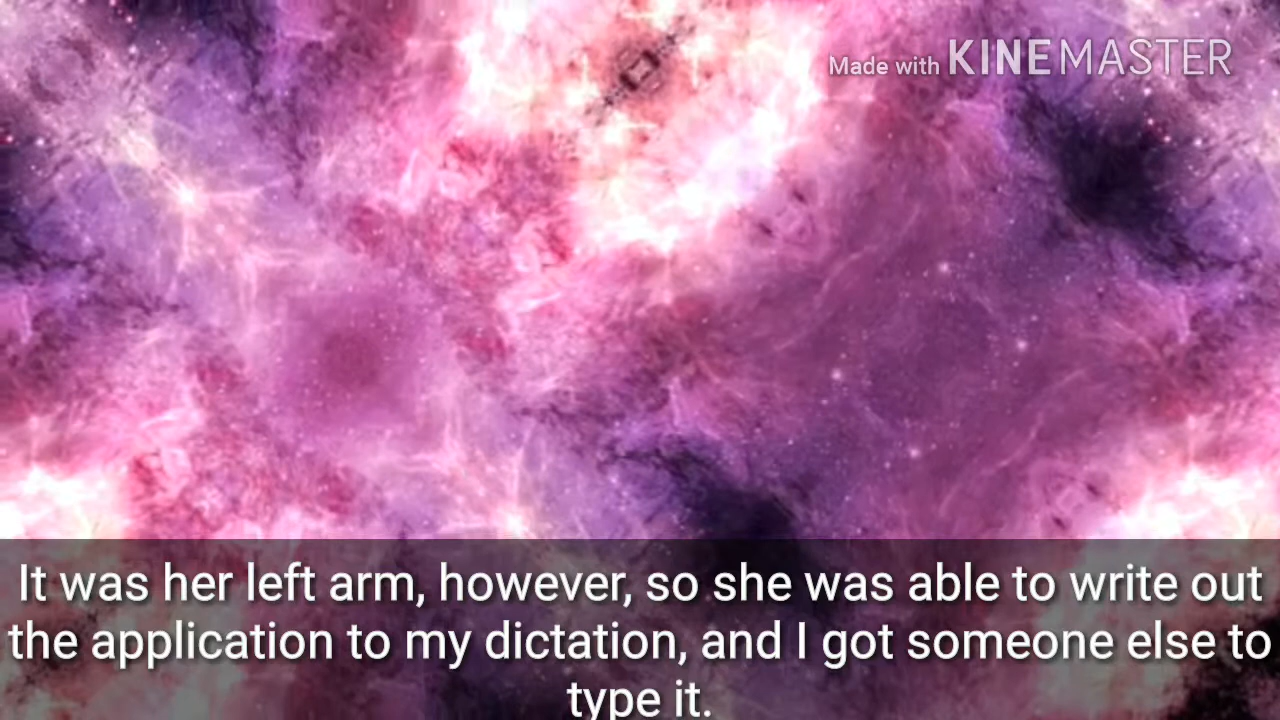 Made with KINEMASTER
It was her left arm, however, so she was able to write out
the application to my dictation, and I got someone else to
type it.